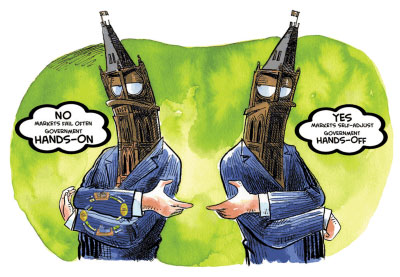 NO
MARKETS FAIL OFTEN
GOVERNMENT
HANDS-ON
YES
MARKETS SELF-ADJUST
GOVERNMENT
HANDS-OFF